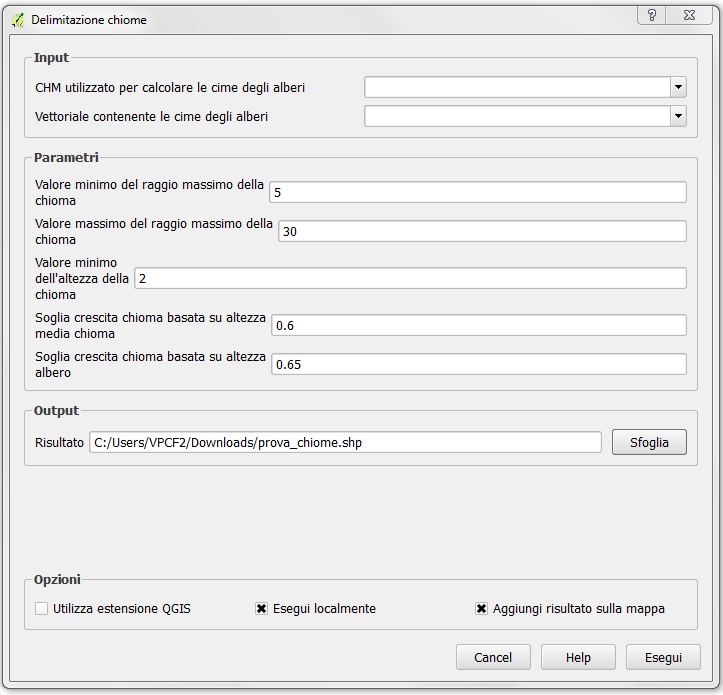 Delimitazione chiome
?
Input
CHM utilizzato per calcolare le cime degli alberi
Vettoriale contenente le cime degli alberi
Parametri
Valore minimo del raggio massimo della
chioma
5
Valore massimo del raggio massimo della
chioma
30
Valore minimo
dell'altezza della
chioma
2
Soglia crescita chioma basata su altezza
media chioma
0.6
Soglia crescita chioma basata su altezza
albero
0.65
Output
Risultato C:/Users/VPCF2/Downloads/prova_chiome.shp Sfoglia
Opzioni
Utilizza estensione QGIS Esegui localmente Aggiungi risultato sulla mappa
Cancel Help Esegui